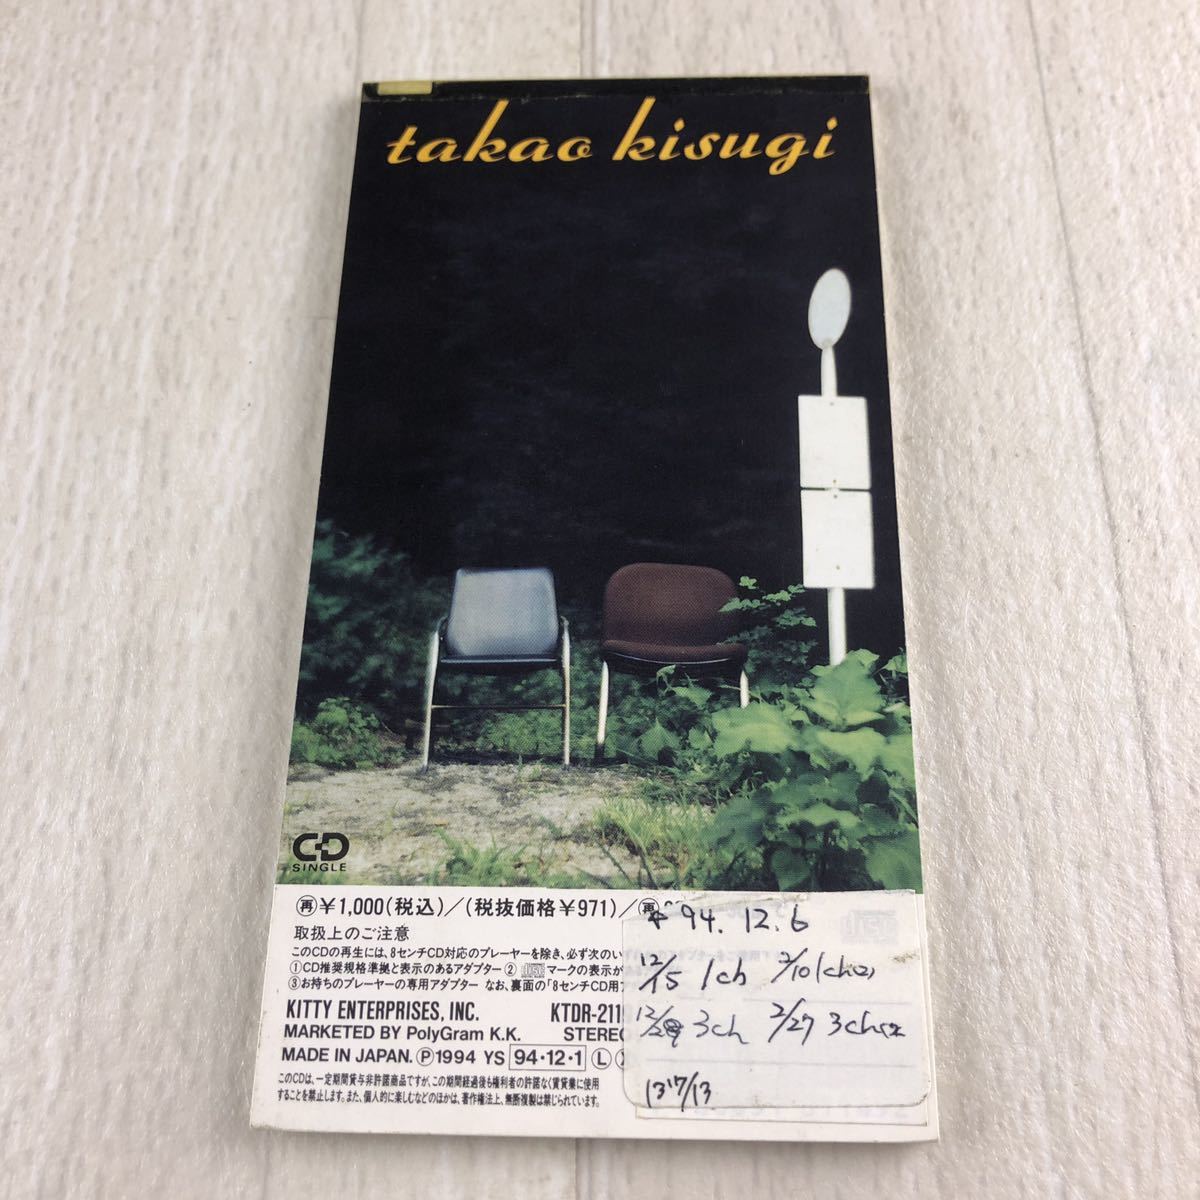 takao kisugi
CD
SINGLE
再¥1,000(税込)/(税抜価格¥971)/再
取扱上のご注意
このCDの再生には、8センチCD対応のプレーヤーを除き、必ず次のい
①CD推奨規格準拠と表示のあるアダプター② マークの表示が
③お持ちのプレーヤーの専用アダプター なお、裏面の「8センチCD用ア
KITTY ENTERPRISES, INC. KTDR-211
MARKETED BY PolyGram K.K. STEREO
MADE IN JAPAN. Ⓟ1994 YS 94・12・1 Ⓛ
このCDは、一定期間貸与非許諾商品ですが、この期間経過後も権利者の許諾なく賃貸業に使用
することを禁止します。また、個人的に楽しむなどのほかは、著作権法上、無断複製は禁じられています。
94. 12. 6
12/15 1ch 2/10 1ch
3ch 2/27 3ch